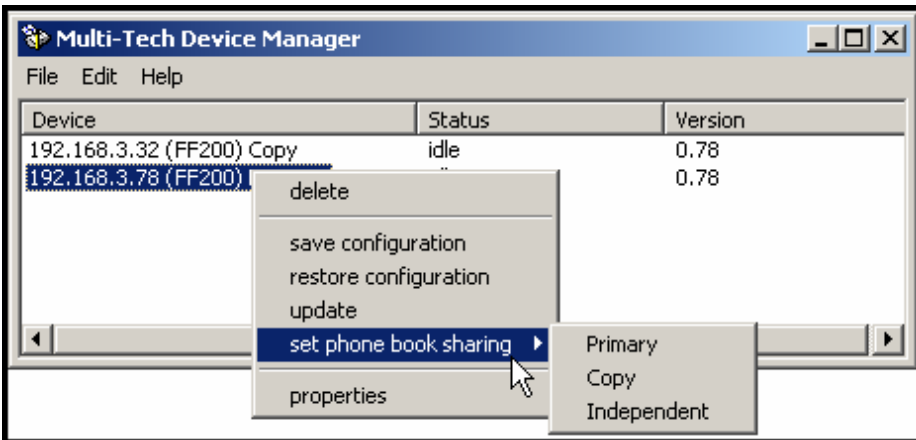 Multi-Tech Device Manager
File Edit Help
Device Status Version
192.168.3.32 (FF200) Copy idle 0.78
192.168.3.78 (FF200) 0.78
delete
save configuration
restore configuration
update
set phone book sharing
properties
Primary
Copy
Independent